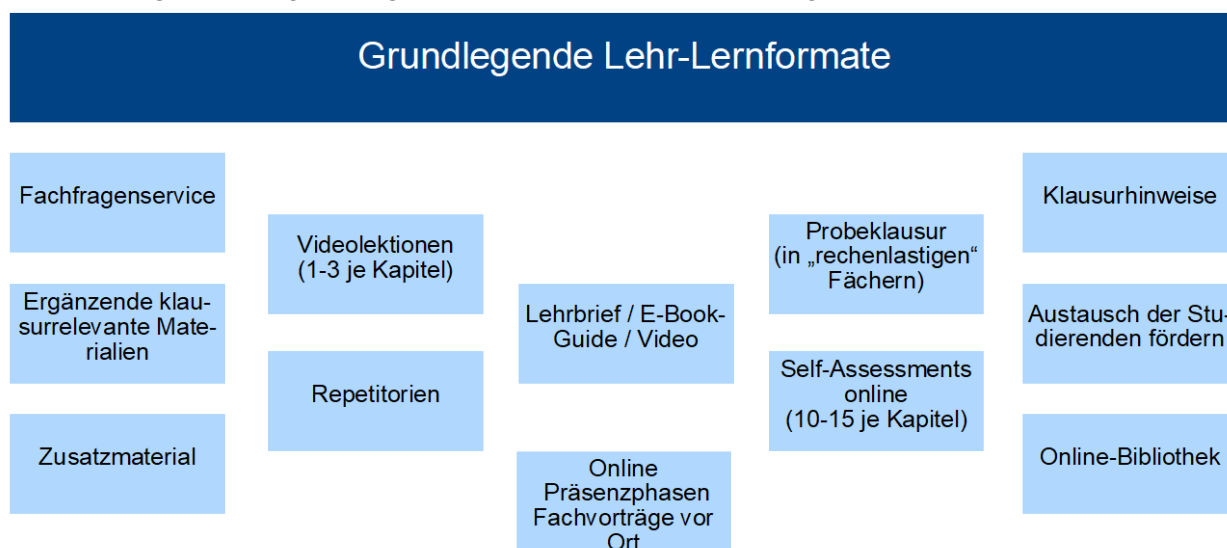 Grundlegende Lehr-Lernformate
Fachfragenservice
Ergänzende klau-
surrelevante Mate-
rialien
Zusatzmaterial
Videolektionen
(1-3 je Kapitel)
Repetitorien
Lehrbrief / E-Book-
Guide / Video
Online
Präsenzphasen
Fachvorträge vor
Ort
Probeklausur
(in „rechenlastigen“
Fächern)
Self-Assessments
online
(10-15 je Kapitel)
Klausurhinweise
Austausch der Stu-
dierenden fördern
Online-Bibliothek